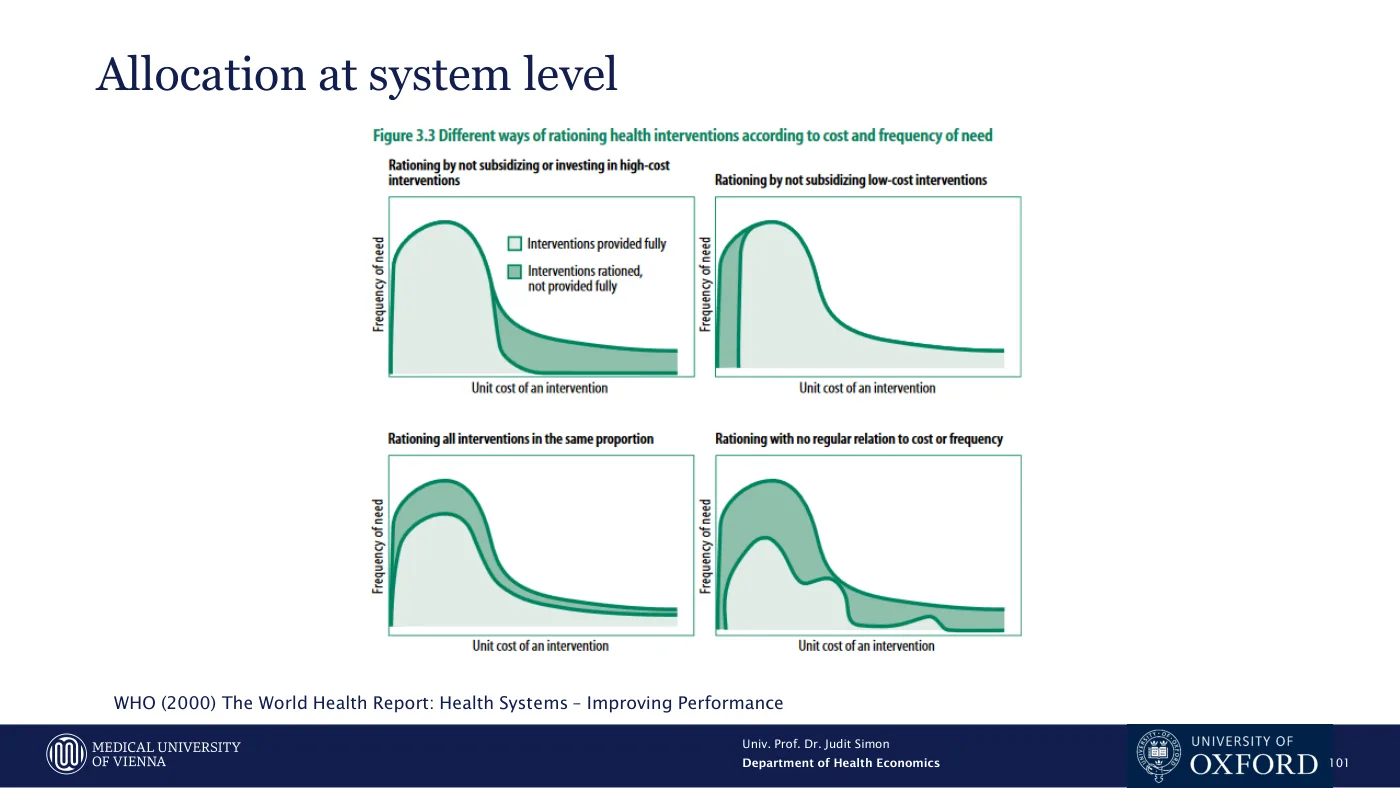 Allocation at system level
Figure 3.3 Different ways of rationing health interventions according to cost and frequency of need
Rationing by not subsidizing or investing in high-cost
interventions
Frequency of need
Interventions provided fully
Interventions rationed,
not provided fully
Unit cost of an intervention
Rationing by not subsidizing low-cost interventions
Frequency of need
Unit cost of an intervention
Rationing all interventions in the same proportion
Frequency of need
Unit cost of an intervention
Rationing with no regular relation to cost or frequency
Frequency of need
Unit cost of an intervention
WHO (2000) The World Health Report: Health Systems – Improving Performance
MEDICAL UNIVERSITY
OF VIENNA
Univ. Prof. Dr. Judit Simon
Department of Health Economics
UNIVERSITY OF
OXFORD
101